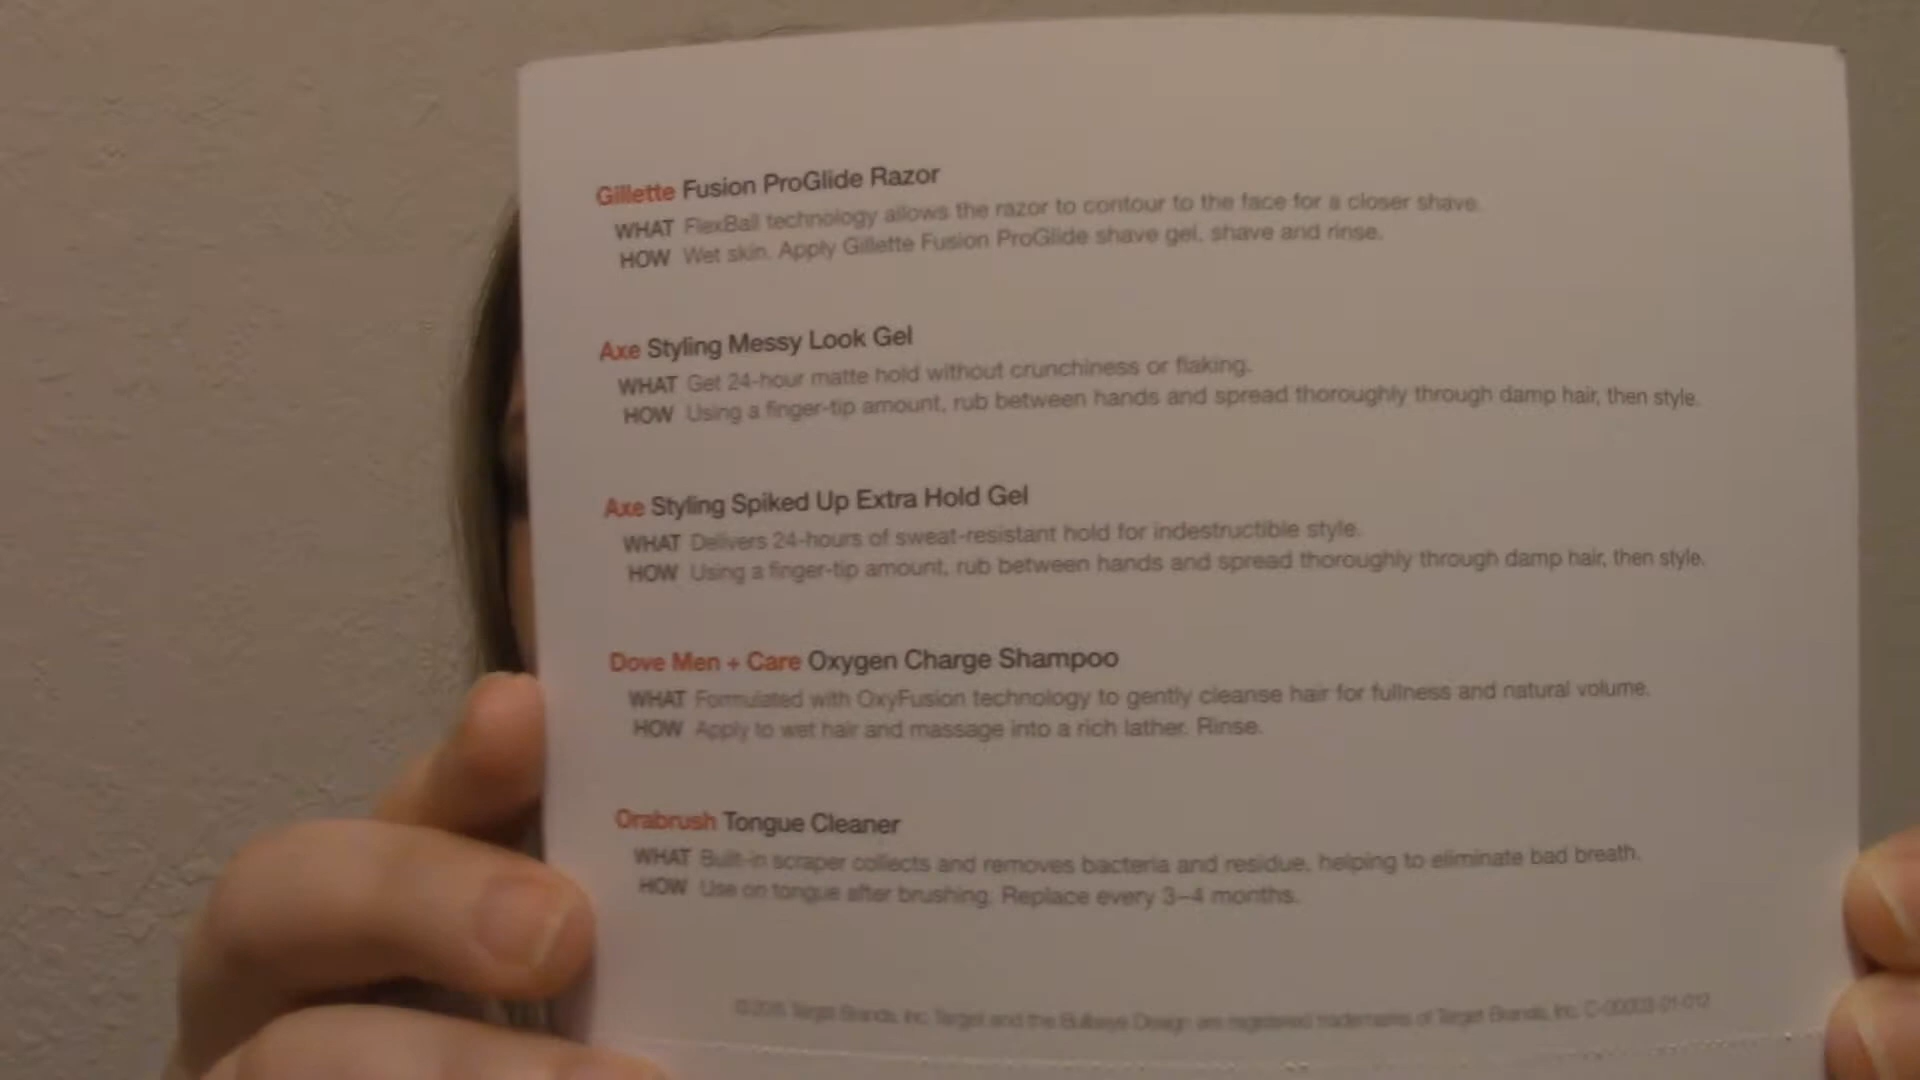 Gillette Fusion ProGlide Razor
WHAT FlexBall technology allows the razor to contour to the face for a closer shave.
HOW Wet skin. Apply Gillette Fusion ProGlide shave gel, shave and rinse.
Axe Styling Messy Look Gel
WHAT Get 24-hour matte hold without crunchiness or flaking.
HOW Using a finger-tip amount, rub between hands and spread thoroughly through damp hair, then style.
Axe Styling Spiked Up Extra Hold Gel
WHAT Delivers 24-hours of sweat-resistant hold for indestructible style.
HOW Using a finger-tip amount, rub between hands and spread thoroughly through damp hair, then style.
Dove Men + Care Oxygen Charge Shampoo
WHAT Formulated with OxyFusion technology to gently cleanse hair for fullness and natural volume.
HOW Apply to wet hair and massage into a rich lather. Rinse.
Orabrush Tongue Cleaner
WHAT Built-in scraper collects and removes bacteria and residue, helping to eliminate bad breath.
HOW Use on tongue after brushing. Replace every 3–4 months.
Target Brands, Inc. Target and the Bullseye Design are registered trademarks of Target Brands, Inc.